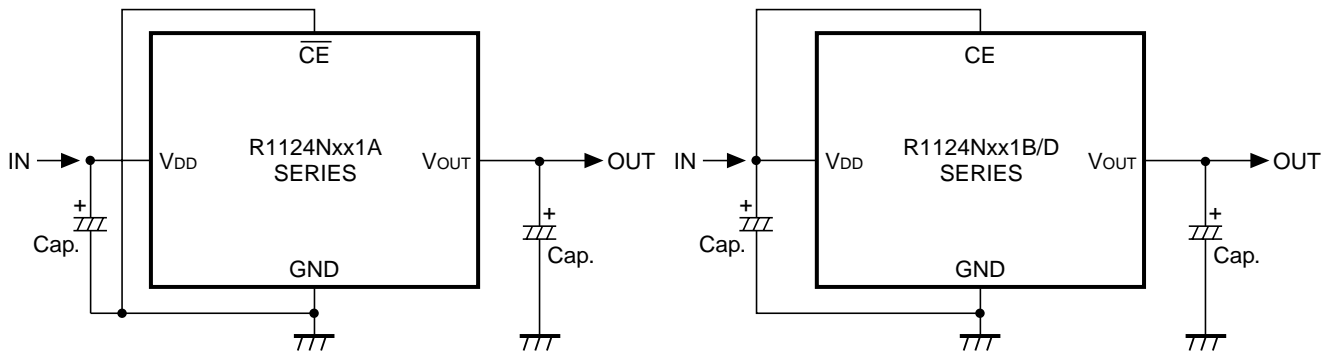 CE
IN
VDD
R1124Nxx1A
SERIES
VOUT
OUT
+
Cap.
+
Cap.
GND
CE
IN
VDD
R1124Nxx1B/D
SERIES
VOUT
OUT
+
Cap.
+
Cap.
GND